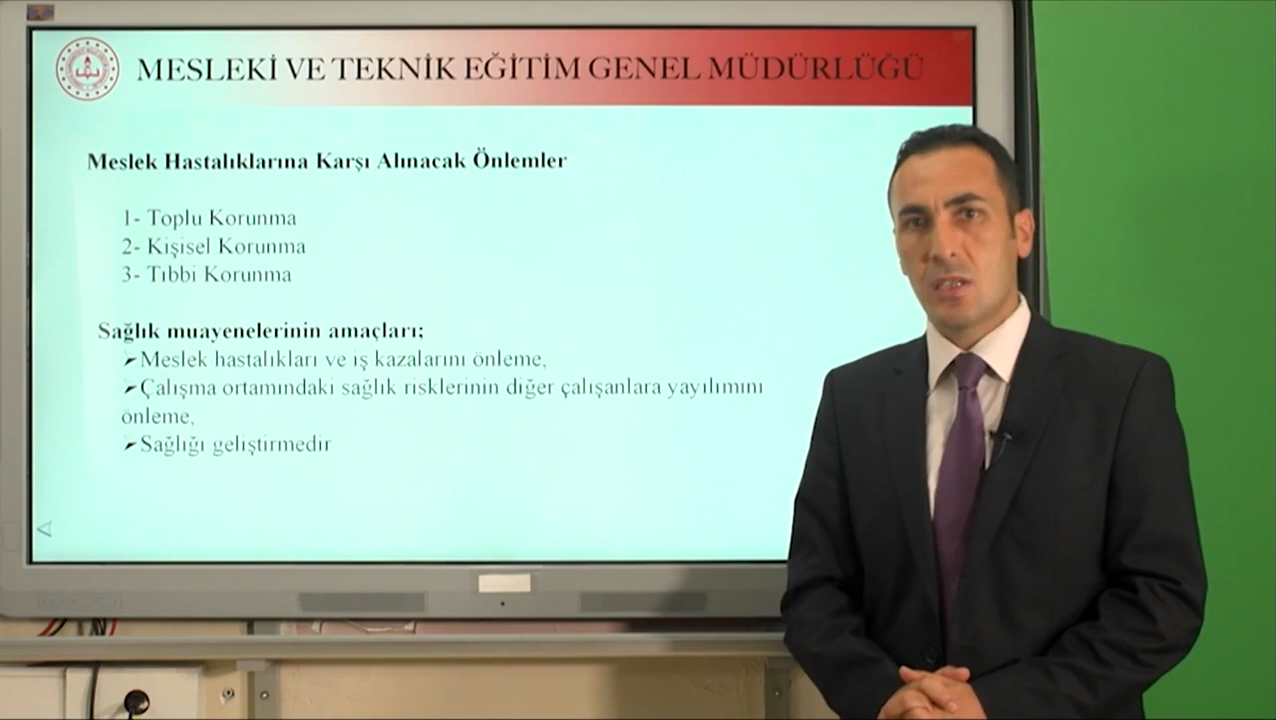 MESLEKİ VE TEKNİK EĞİTİM GENEL MÜDÜRLÜĞÜ
Meslek Hastalıklarına Karşı Alınacak Önlemler
1- Toplu Korunma
2- Kişisel Korunma
3- Tıbbi Korunma
Sağlık muayenelerinin amaçları;
➢Meslek hastalıkları ve iş kazalarını önleme,
➢Çalışma ortamındaki sağlık risklerinin diğer çalışanlara yayılımını
önleme,
➢Sağlığı geliştirmedir